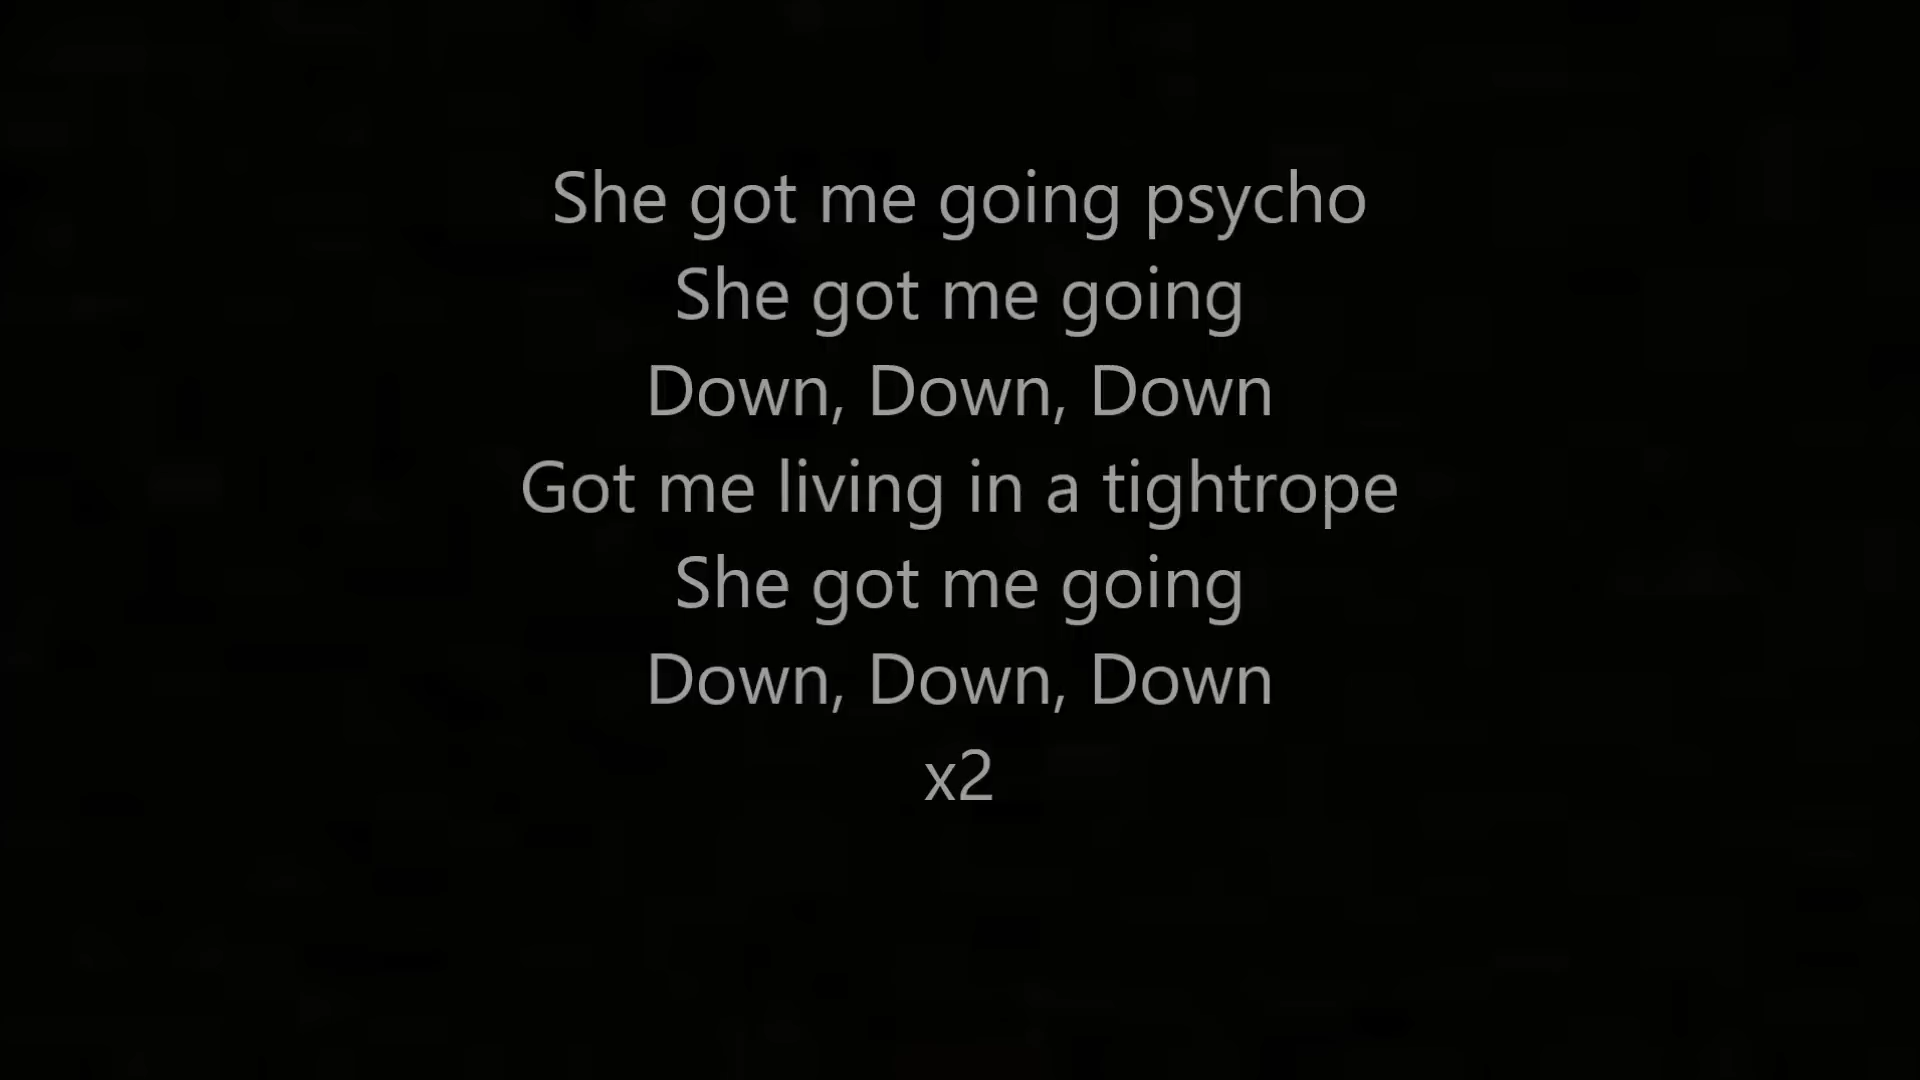 She got me going psycho
She got me going
Down, Down, Down
Got me living in a tightrope
She got me going
Down, Down, Down
x2